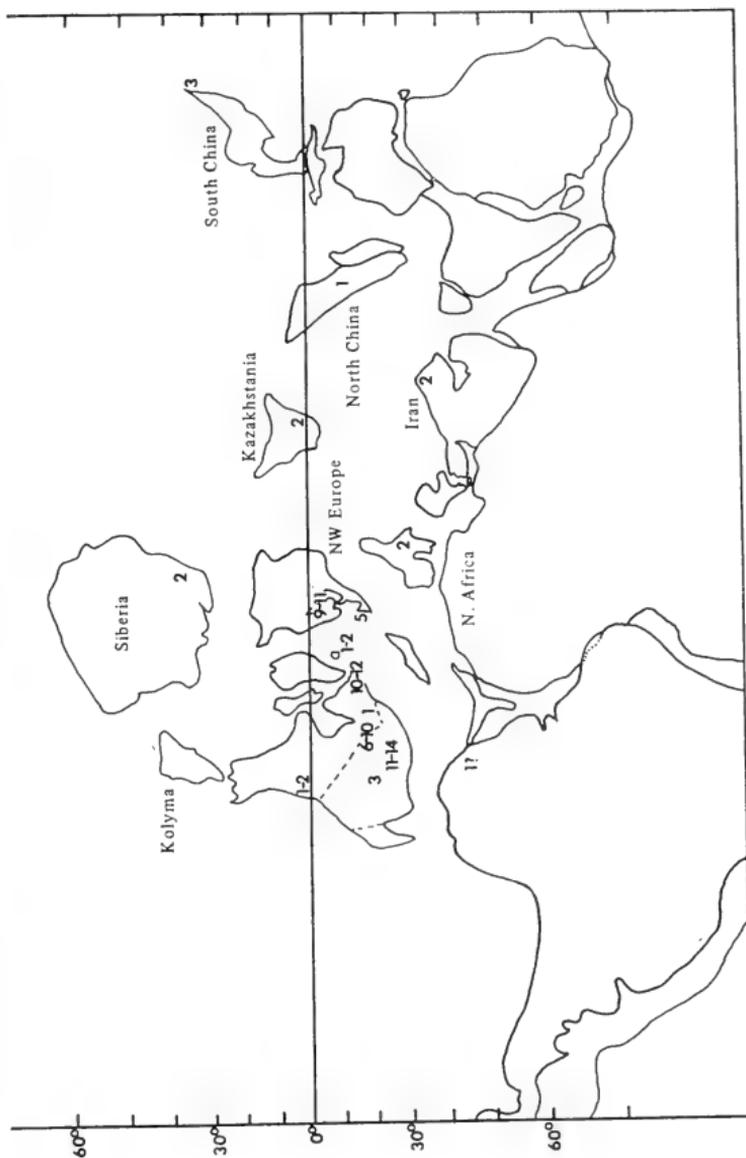 60°
Siberia
Kolyma
2
3
30°
South China
Kazakhstania
2
1-2
0°
9-11
NW Europe
1
1-2
North China
10-12
5
6-10
1
3
11-14
2
Iran
30°
2
N. Africa
1?
60°